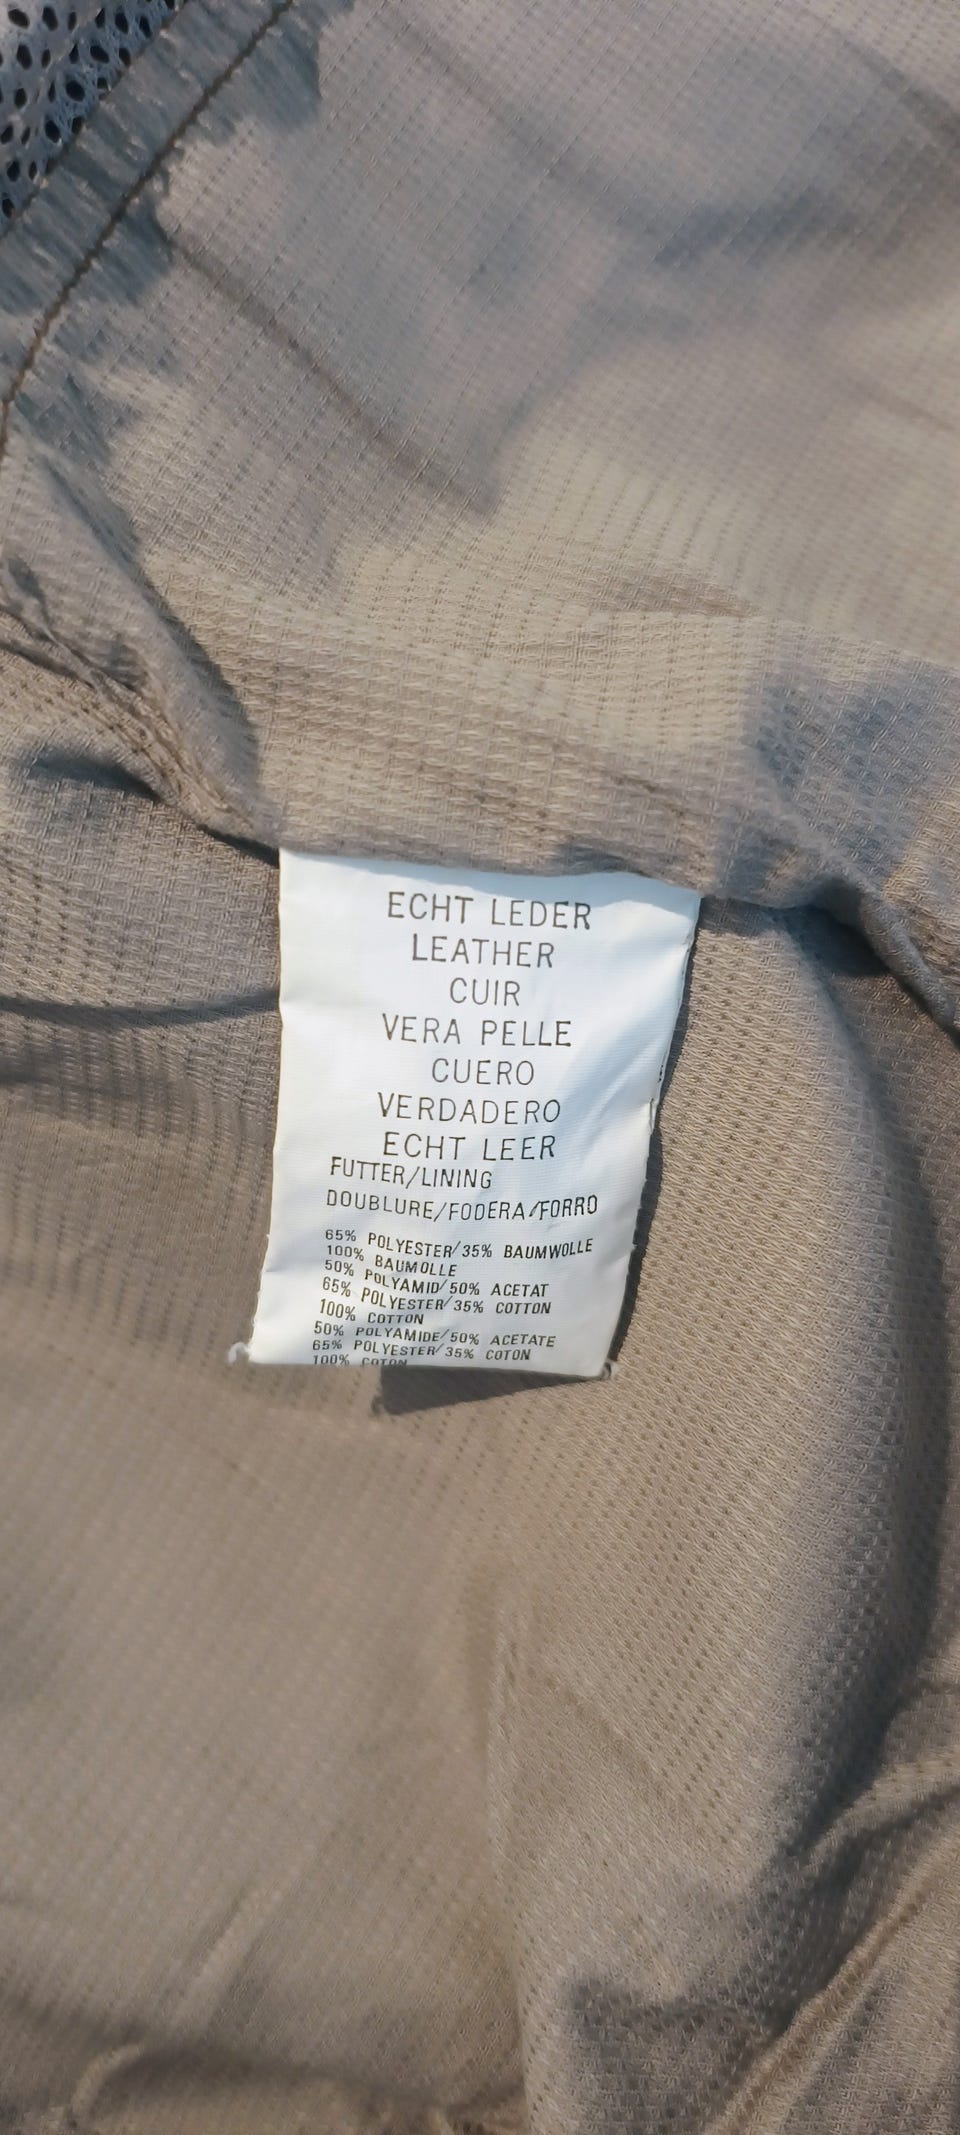 ECHT LEDER
LEATHER
CUIR
VERA PELLE
CUERO
VERDADERO
ECHT LEER
FUTTER/LINING
DOUBLURE/FODERA/FORRO
65% POLYESTER/35% BAUMWOLLE
100% BAUMOLLE
50% POLYAMID/50% ACETAT
65% POLYESTER/35% COTTON
100% COTTON
50% POLYAMIDE/50% ACETATE
65% POLYESTER/35% COTON
100% COTON